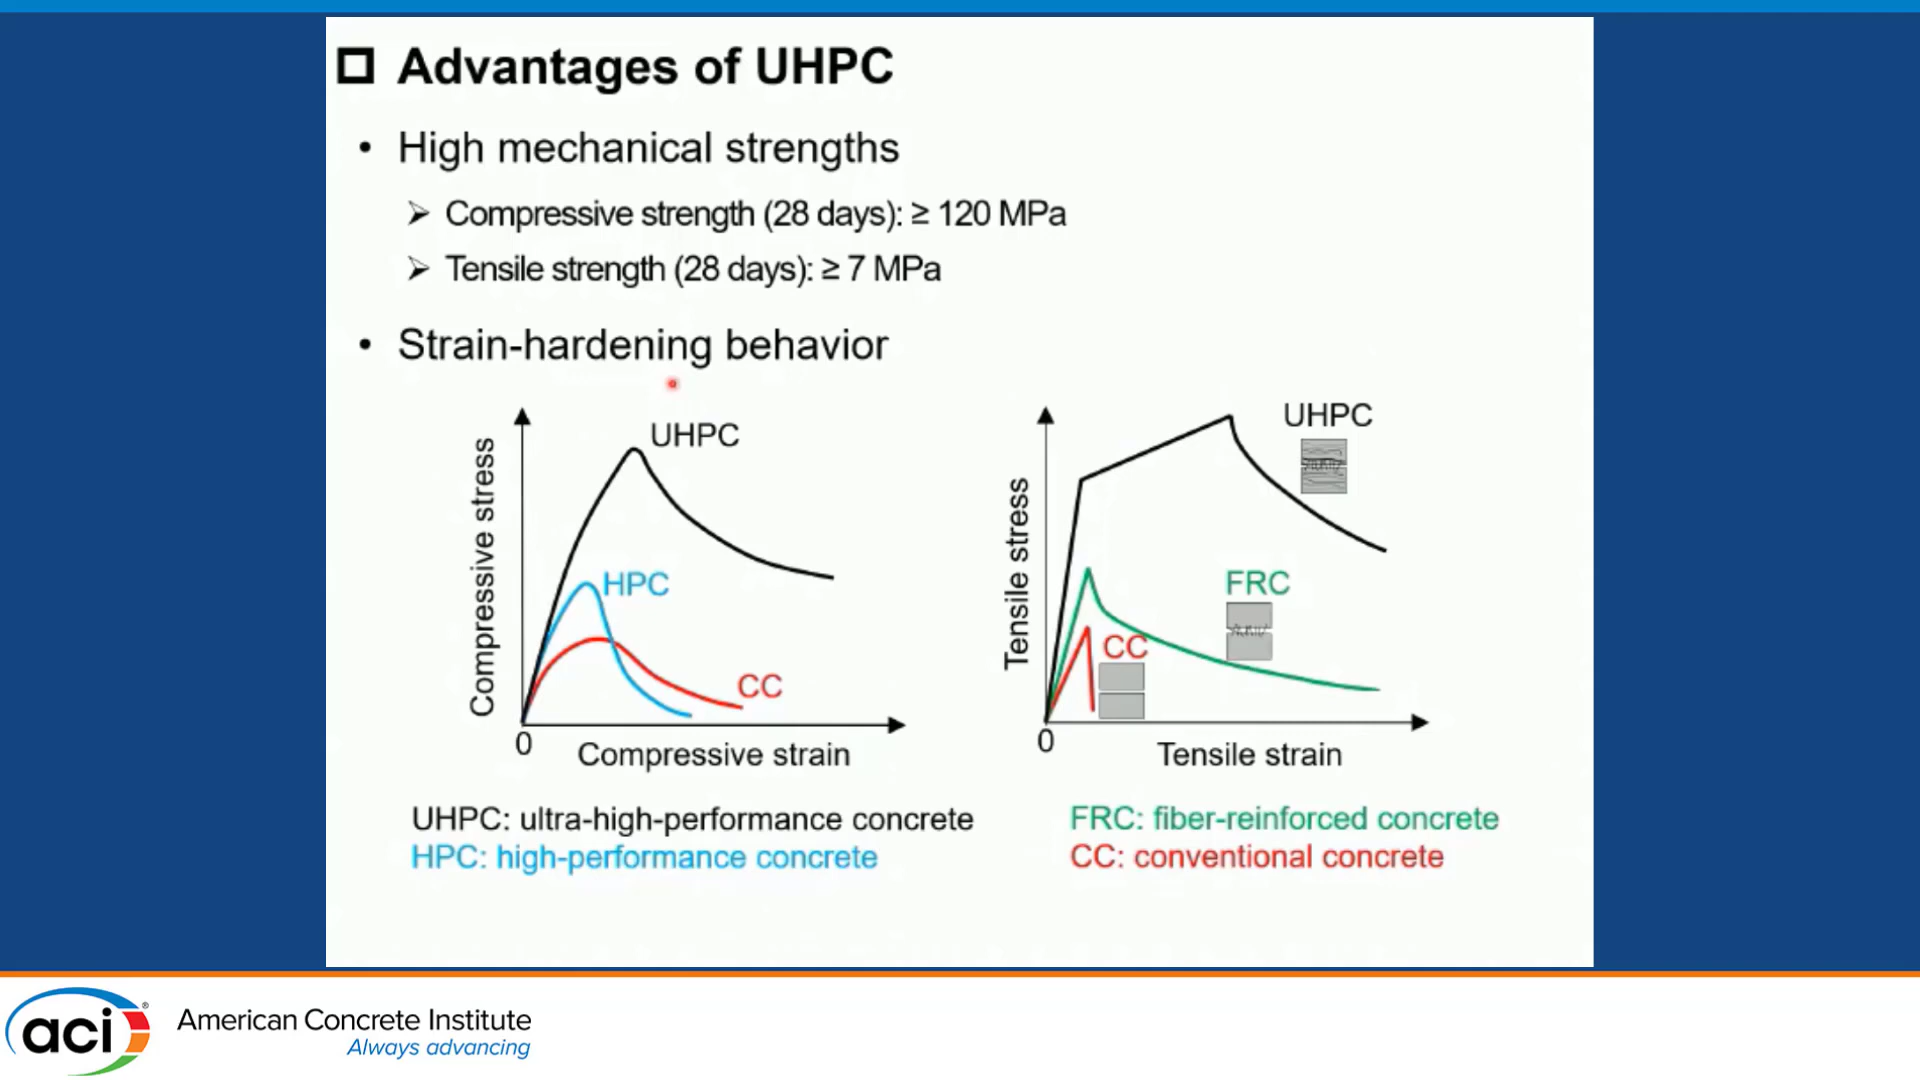 Advantages of UHPC
• High mechanical strengths
➢ Compressive strength (28 days): ≥ 120 MPa
➢ Tensile strength (28 days): ≥ 7 MPa
• Strain-hardening behavior
Compressive stress
UHPC
HPC
CC
0
Compressive strain
Tensile stress
UHPC
FRC
CC
0
Tensile strain
UHPC: ultra-high-performance concrete
HPC: high-performance concrete
FRC: fiber-reinforced concrete
CC: conventional concrete
aci®
American Concrete Institute
Always advancing